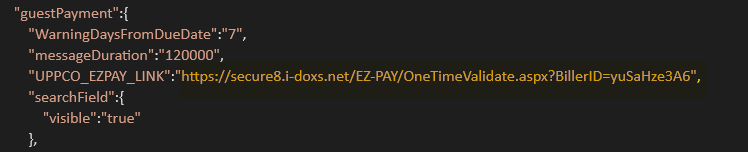 "guestPayment":{
"WarningDaysFromDueDate":"7",
"messageDuration":"120000",
"UPPCO_EZPAY_LINK":"https://secure8.i-doxs.net/EZ-PAY/OneTimeValidate.aspx?BillerID=yuSaHze3A6",
"searchField":{
"visible":"true"
},